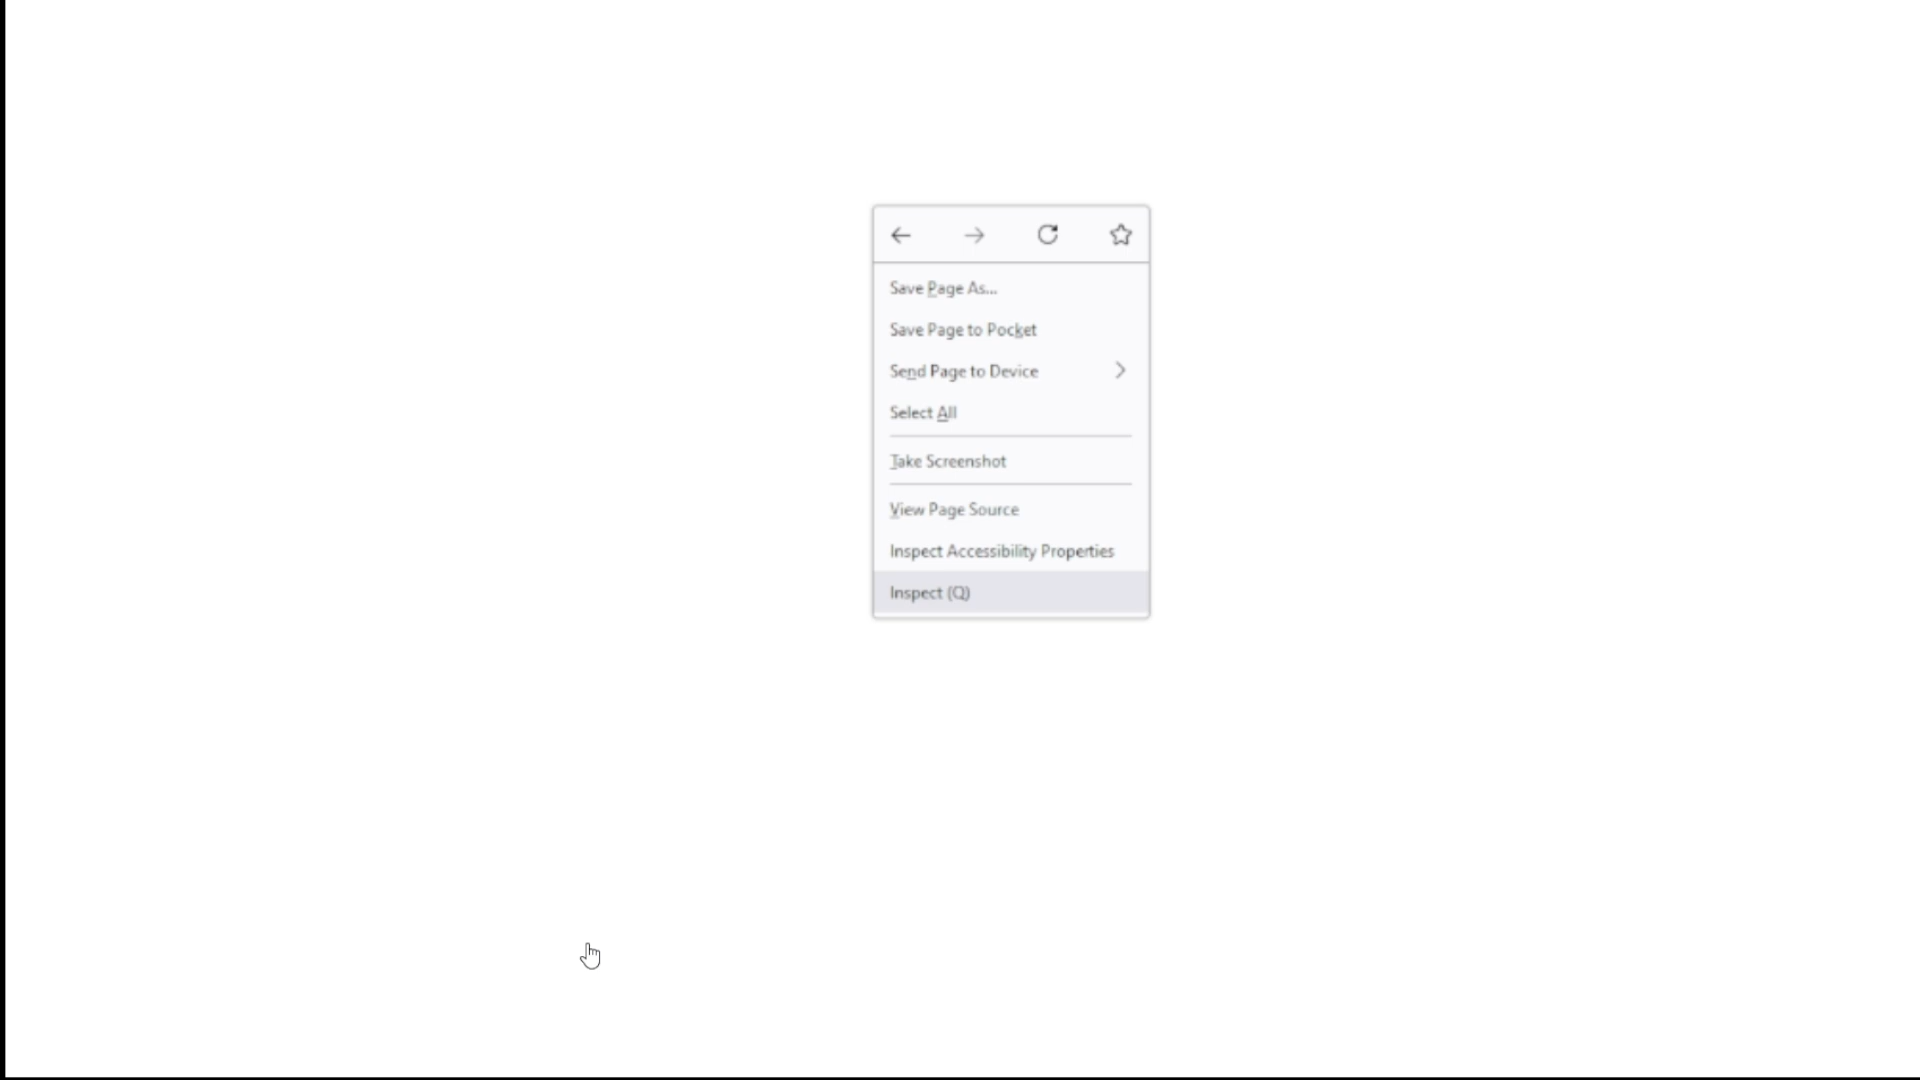 Save Page As...
Save Page to Pocket
Send Page to Device
Select All
Take Screenshot
View Page Source
Inspect Accessibility Properties
Inspect (Q)